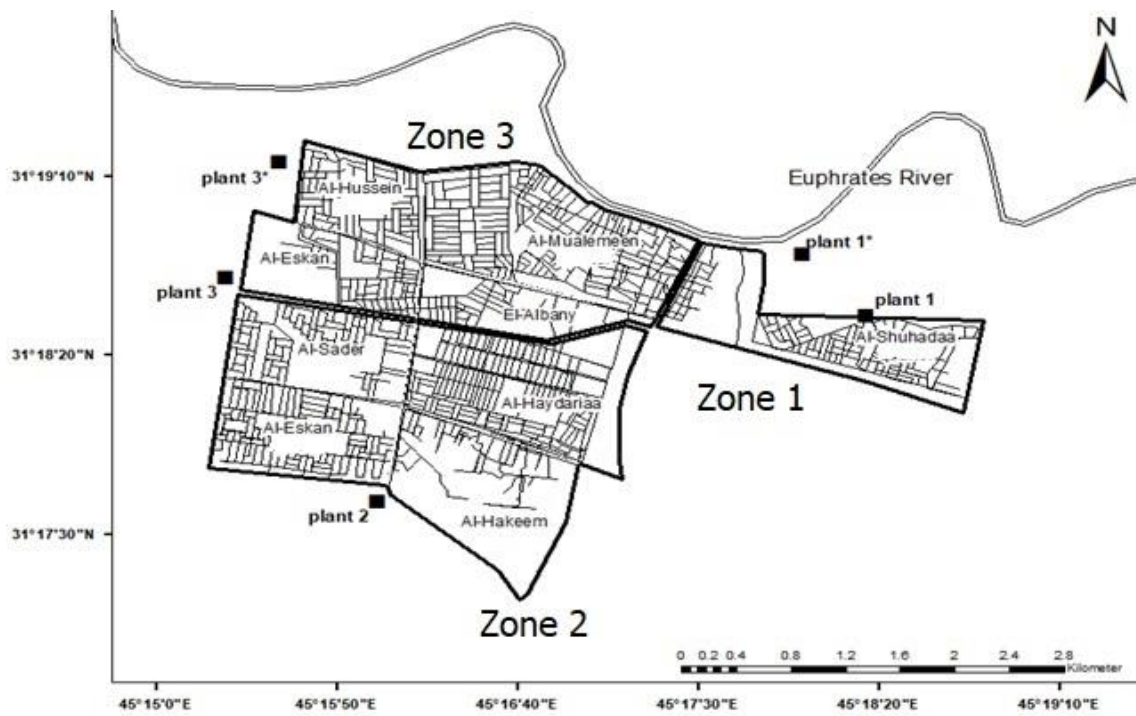 N
Zone 3
31°19'10"N
plant 3*
Al-Hussein
Euphrates River
Al-Mualemeen
plant 1*
Al-Eskan
plant 3
El-Albany
plant 1
Al-Shuhadaa
31°18'20"N
Al-Sader
Al-Haydariaa
Zone 1
Al-Eskan
plant 2
Al-Hakeem
31°17'30"N
Zone 2
0 0.2 0.4 0.8 1.2 1.6 2 2.4 2.8
Kilometer
45°15'0"E 45°15'50"E 45°16'40"E 45°17'30"E 45°18'20"E 45°19'10"E